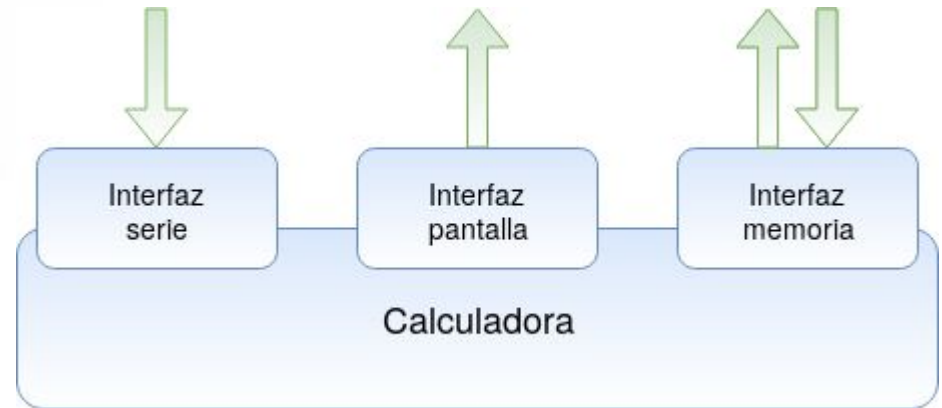 Interfaz
serie
Interfaz
pantalla
Interfaz
memoria
Calculadora